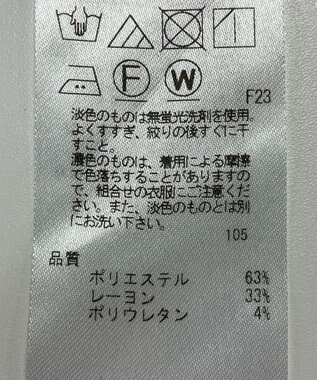 F
W
F23
淡色のものは無蛍光洗剤を使用。
よくすすぎ、絞りの後すぐに干
すこと。
濃色のものは、着用による摩擦
で色落ちすることがありますの
で、組合せの衣服にご注意くだ
さい。また、淡色のものとは別
にお洗い下さい。
105
品質
ポリエステル 63%
レーヨン 33%
ポリウレタン 4%